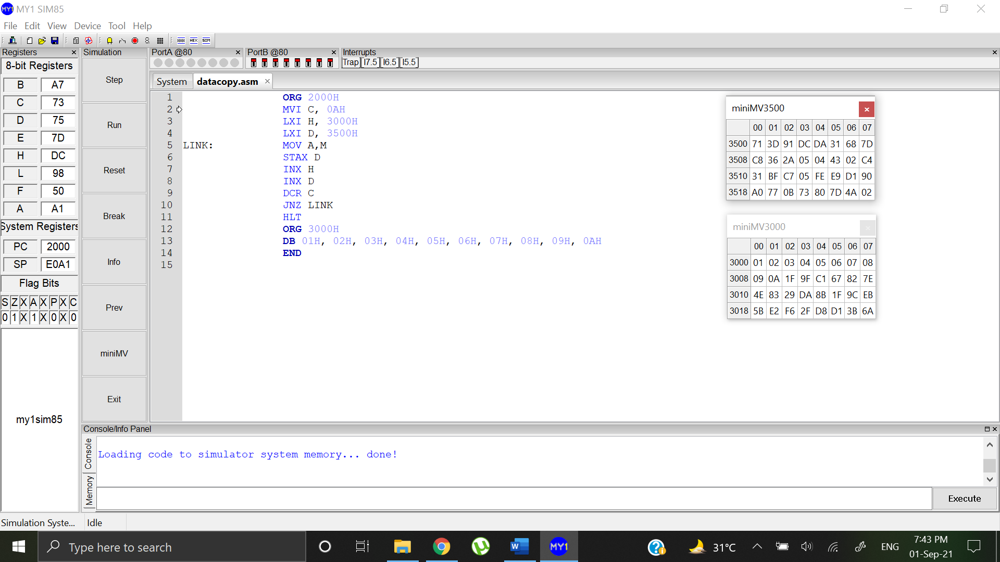 MY1 SIM85
File Edit View Device Tool Help
Registers
Simulation
PortA @80
PortB @80
Interrupts
8-bit Registers
Trap I7.5 I6.5 I5.5
B A7
C 73
D 75
E 7D
H DC
L 98
F 50
A A1
System Registers
PC 2000
SP E0A1
Flag Bits
S Z X A X P X C
0 1 X 1 X 0 X 0
my1sim85
Step
Run
Reset
Break
Info
Prev
miniMV
Exit
System datacopy.asm
1 ORG 2000H
2 MVI C, 0AH
3 LXI H, 3000H
4 LXI D, 3500H
5 LINK: MOV A,M
6 STAX D
7 INX H
8 INX D
9 DCR C
10 JNZ LINK
11 HLT
12 ORG 3000H
13 DB 01H, 02H, 03H, 04H, 05H, 06H, 07H, 08H, 09H, 0AH
14 END
15
miniMV3500
00 01 02 03 04 05 06 07
3500 71 3D 91 DC DA 31 68 7D
3508 C8 36 2A 05 04 43 02 C4
3510 31 BF C7 05 FE E9 D1 90
3518 A0 77 0B 73 80 7D 4A 02
miniMV3000
00 01 02 03 04 05 06 07
3000 01 02 03 04 05 06 07 08
3008 09 0A 1F 9F C1 67 82 7E
3010 4E 83 29 DA 8B 1F 9C EB
3018 5B E2 F6 2F D8 D1 3B 6A
Console/Info Panel
Console
Memory
Loading code to simulator system memory... done!
Execute
Simulation Syste... Idle
Type here to search
31°C
ENG
7:43 PM
01-Sep-21